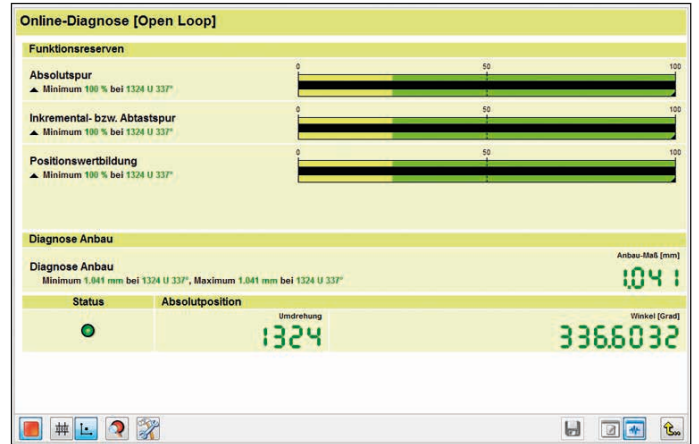 Online-Diagnose [Open Loop]
Funktionsreserven
Absolutspur
Minimum 100 % bei 1324 U 337°
0 50 100
Inkremental- bzw. Abtastspur
Minimum 100 % bei 1324 U 337°
0 50 100
Positionswertbildung
Minimum 100 % bei 1324 U 337°
0 50 100
Diagnose Anbau
Anbau-Maß [mm]
Diagnose Anbau
Minimum 1.041 mm bei 1324 U 337°, Maximum 1.041 mm bei 1324 U 337°
1.041
Status Absolutposition
Umdrehung Winkel [Grad]
1324 336.6032